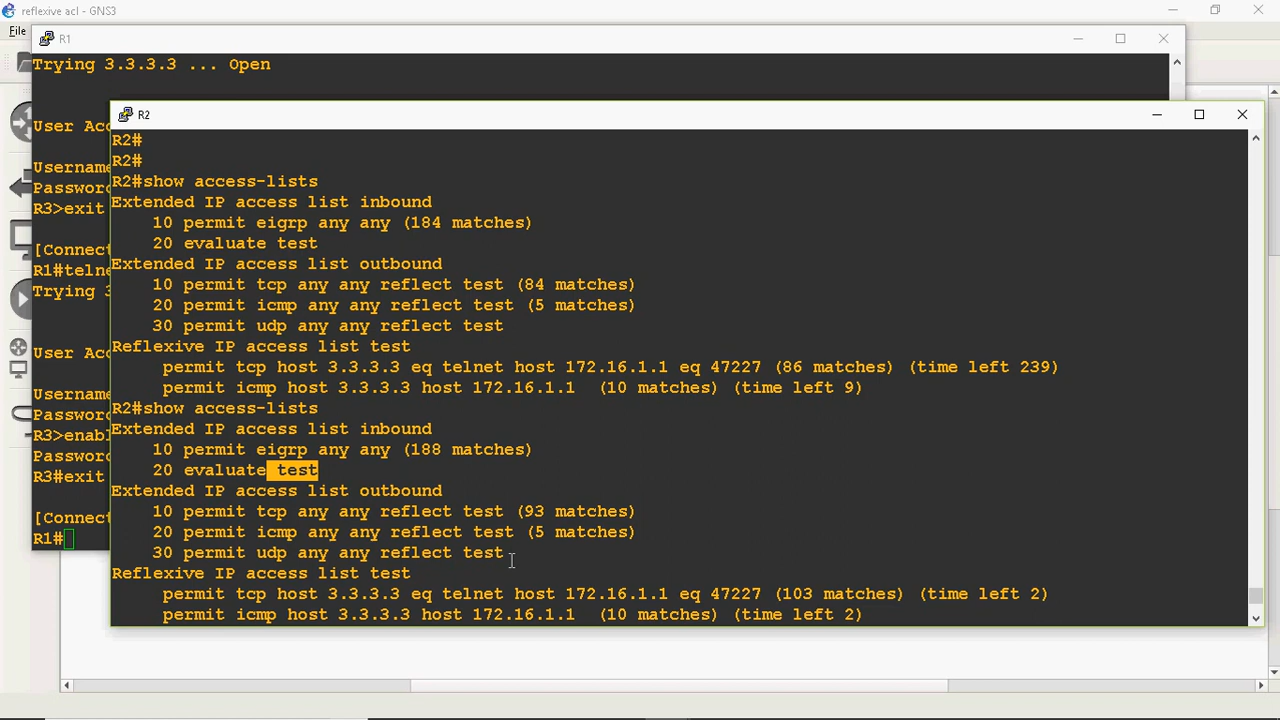 reflexive acl - GNS3
File
R1
Trying 3.3.3.3 ... Open
User Acc
Username
Password
R3>exit
[Connect
R1#telne
Trying 3
User Acc
Username
Password
R3>enabl
Password
R3#exit
[Connect
R1#
R2
R2#
R2#
R2#show access-lists
Extended IP access list inbound
    10 permit eigrp any any (184 matches)
    20 evaluate test
Extended IP access list outbound
    10 permit tcp any any reflect test (84 matches)
    20 permit icmp any any reflect test (5 matches)
    30 permit udp any any reflect test
Reflexive IP access list test
     permit tcp host 3.3.3.3 eq telnet host 172.16.1.1 eq 47227 (86 matches) (time left 239)
     permit icmp host 3.3.3.3 host 172.16.1.1  (10 matches) (time left 9)
R2#show access-lists
Extended IP access list inbound
    10 permit eigrp any any (188 matches)
    20 evaluate test
Extended IP access list outbound
    10 permit tcp any any reflect test (93 matches)
    20 permit icmp any any reflect test (5 matches)
    30 permit udp any any reflect test
Reflexive IP access list test
     permit tcp host 3.3.3.3 eq telnet host 172.16.1.1 eq 47227 (103 matches) (time left 2)
     permit icmp host 3.3.3.3 host 172.16.1.1  (10 matches) (time left 2)